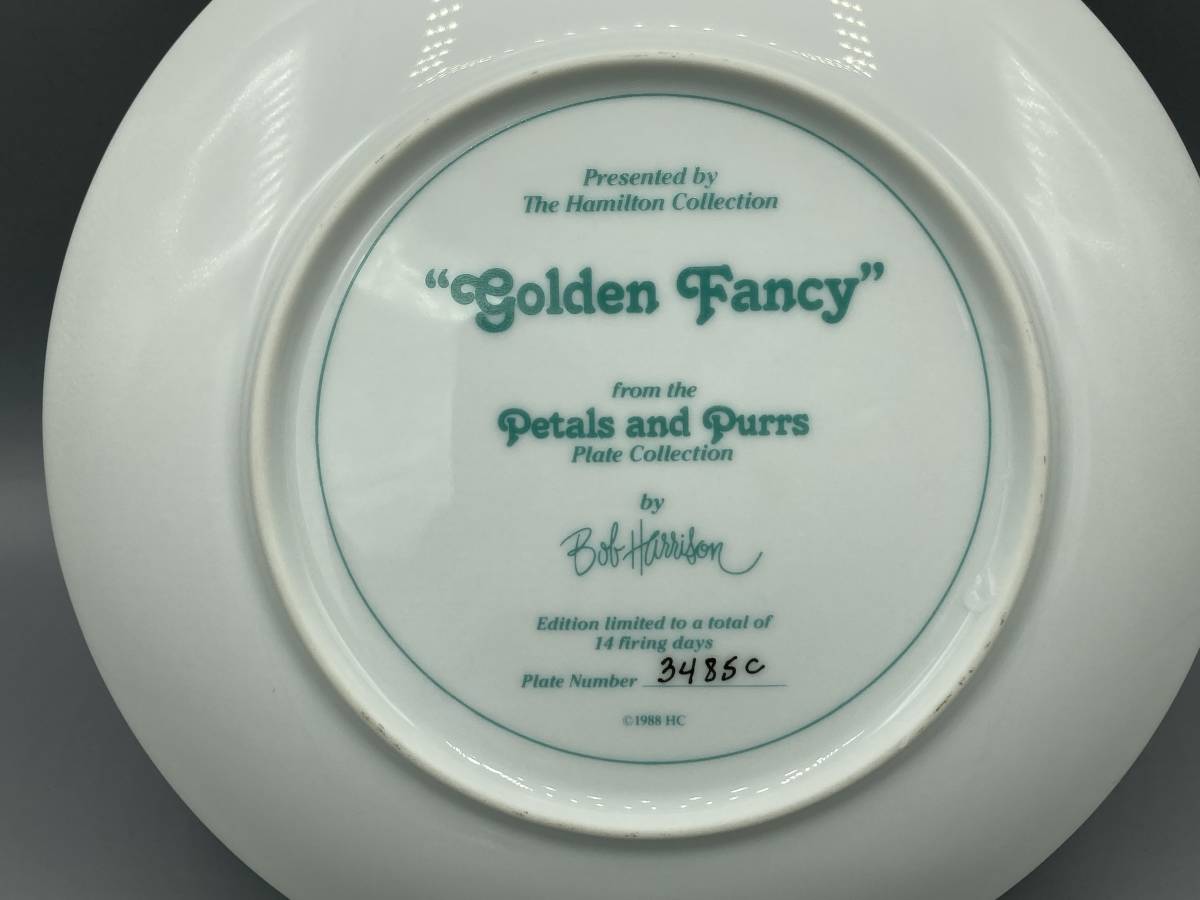 Presented by
The Hamilton Collection
“Golden Fancy”
from the
Petals and Purrs
Plate Collection
by
Bob Harrison
Edition limited to a total of
14 firing days
Plate Number 3485C
©1988 HC